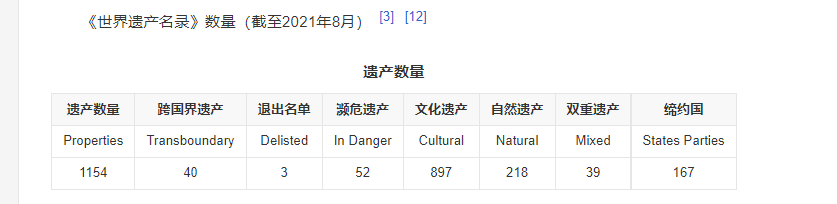 《世界遗产名录》数量（截至2021年8月） [3] [12]
遗产数量
遗产数量 跨国界遗产 退出名单 濒危遗产 文化遗产 自然遗产 双重遗产 缔约国
Properties Transboundary Delisted In Danger Cultural Natural Mixed States Parties
1154 40 3 52 897 218 39 167